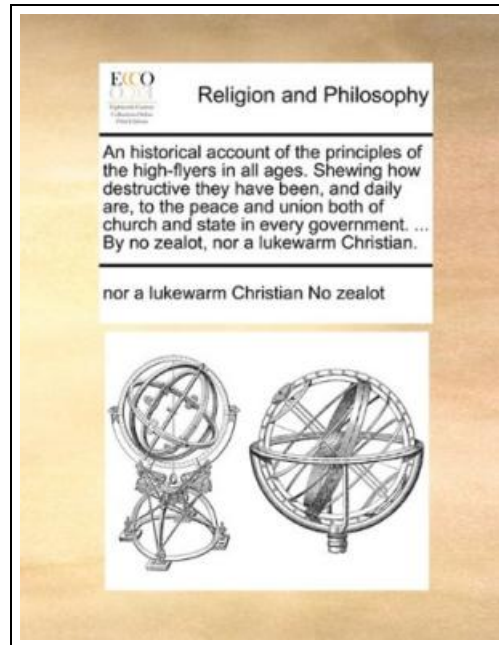 ECCO
Religion and Philosophy
An historical account of the principles of
the high-flyers in all ages. Shewing how
destructive they have been, and daily
are, to the peace and union both of
church and state in every government. ...
By no zealot, nor a lukewarm Christian.
nor a lukewarm Christian No zealot